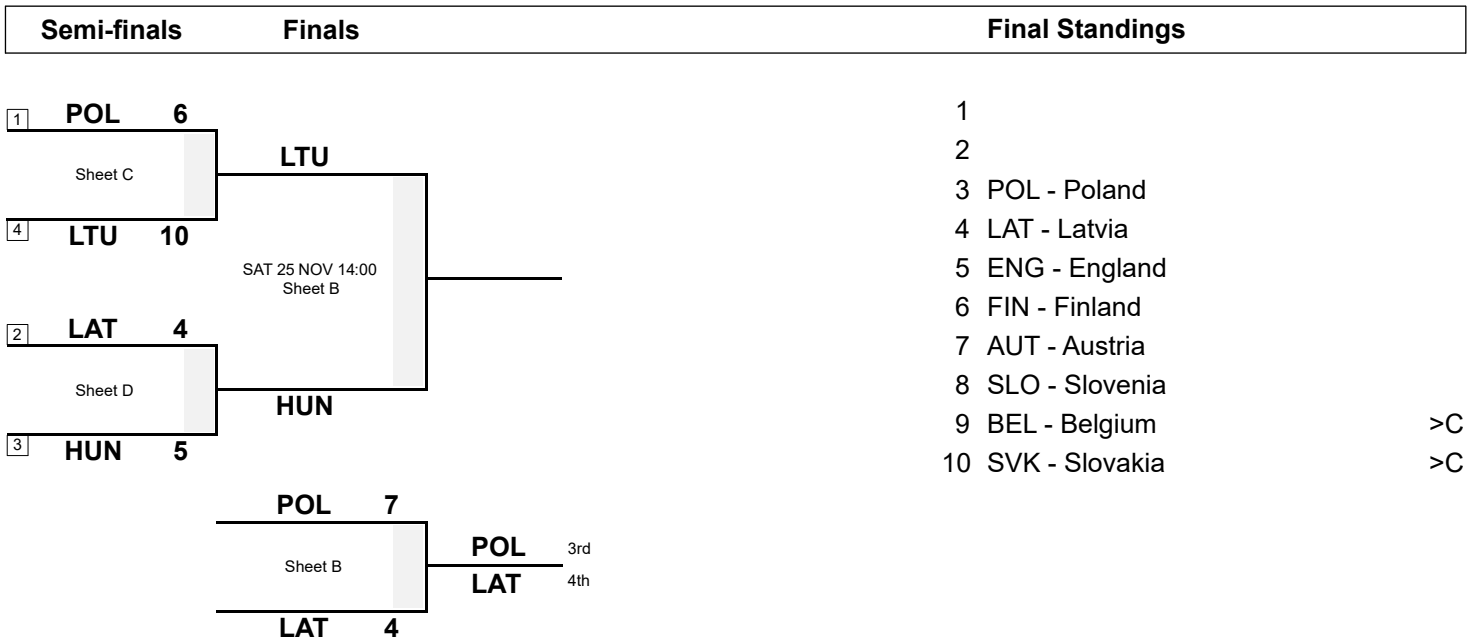 Semi-finals Finals Final Standings
1 POL 6
Sheet C
4 LTU 10
LTU
SAT 25 NOV 14:00
Sheet B
HUN
2 LAT 4
Sheet D
3 HUN 5
POL 7
Sheet B
LAT 4
POL 3rd
LAT 4th
1
2
3 POL - Poland
4 LAT - Latvia
5 ENG - England
6 FIN - Finland
7 AUT - Austria
8 SLO - Slovenia
9 BEL - Belgium >C
10 SVK - Slovakia >C